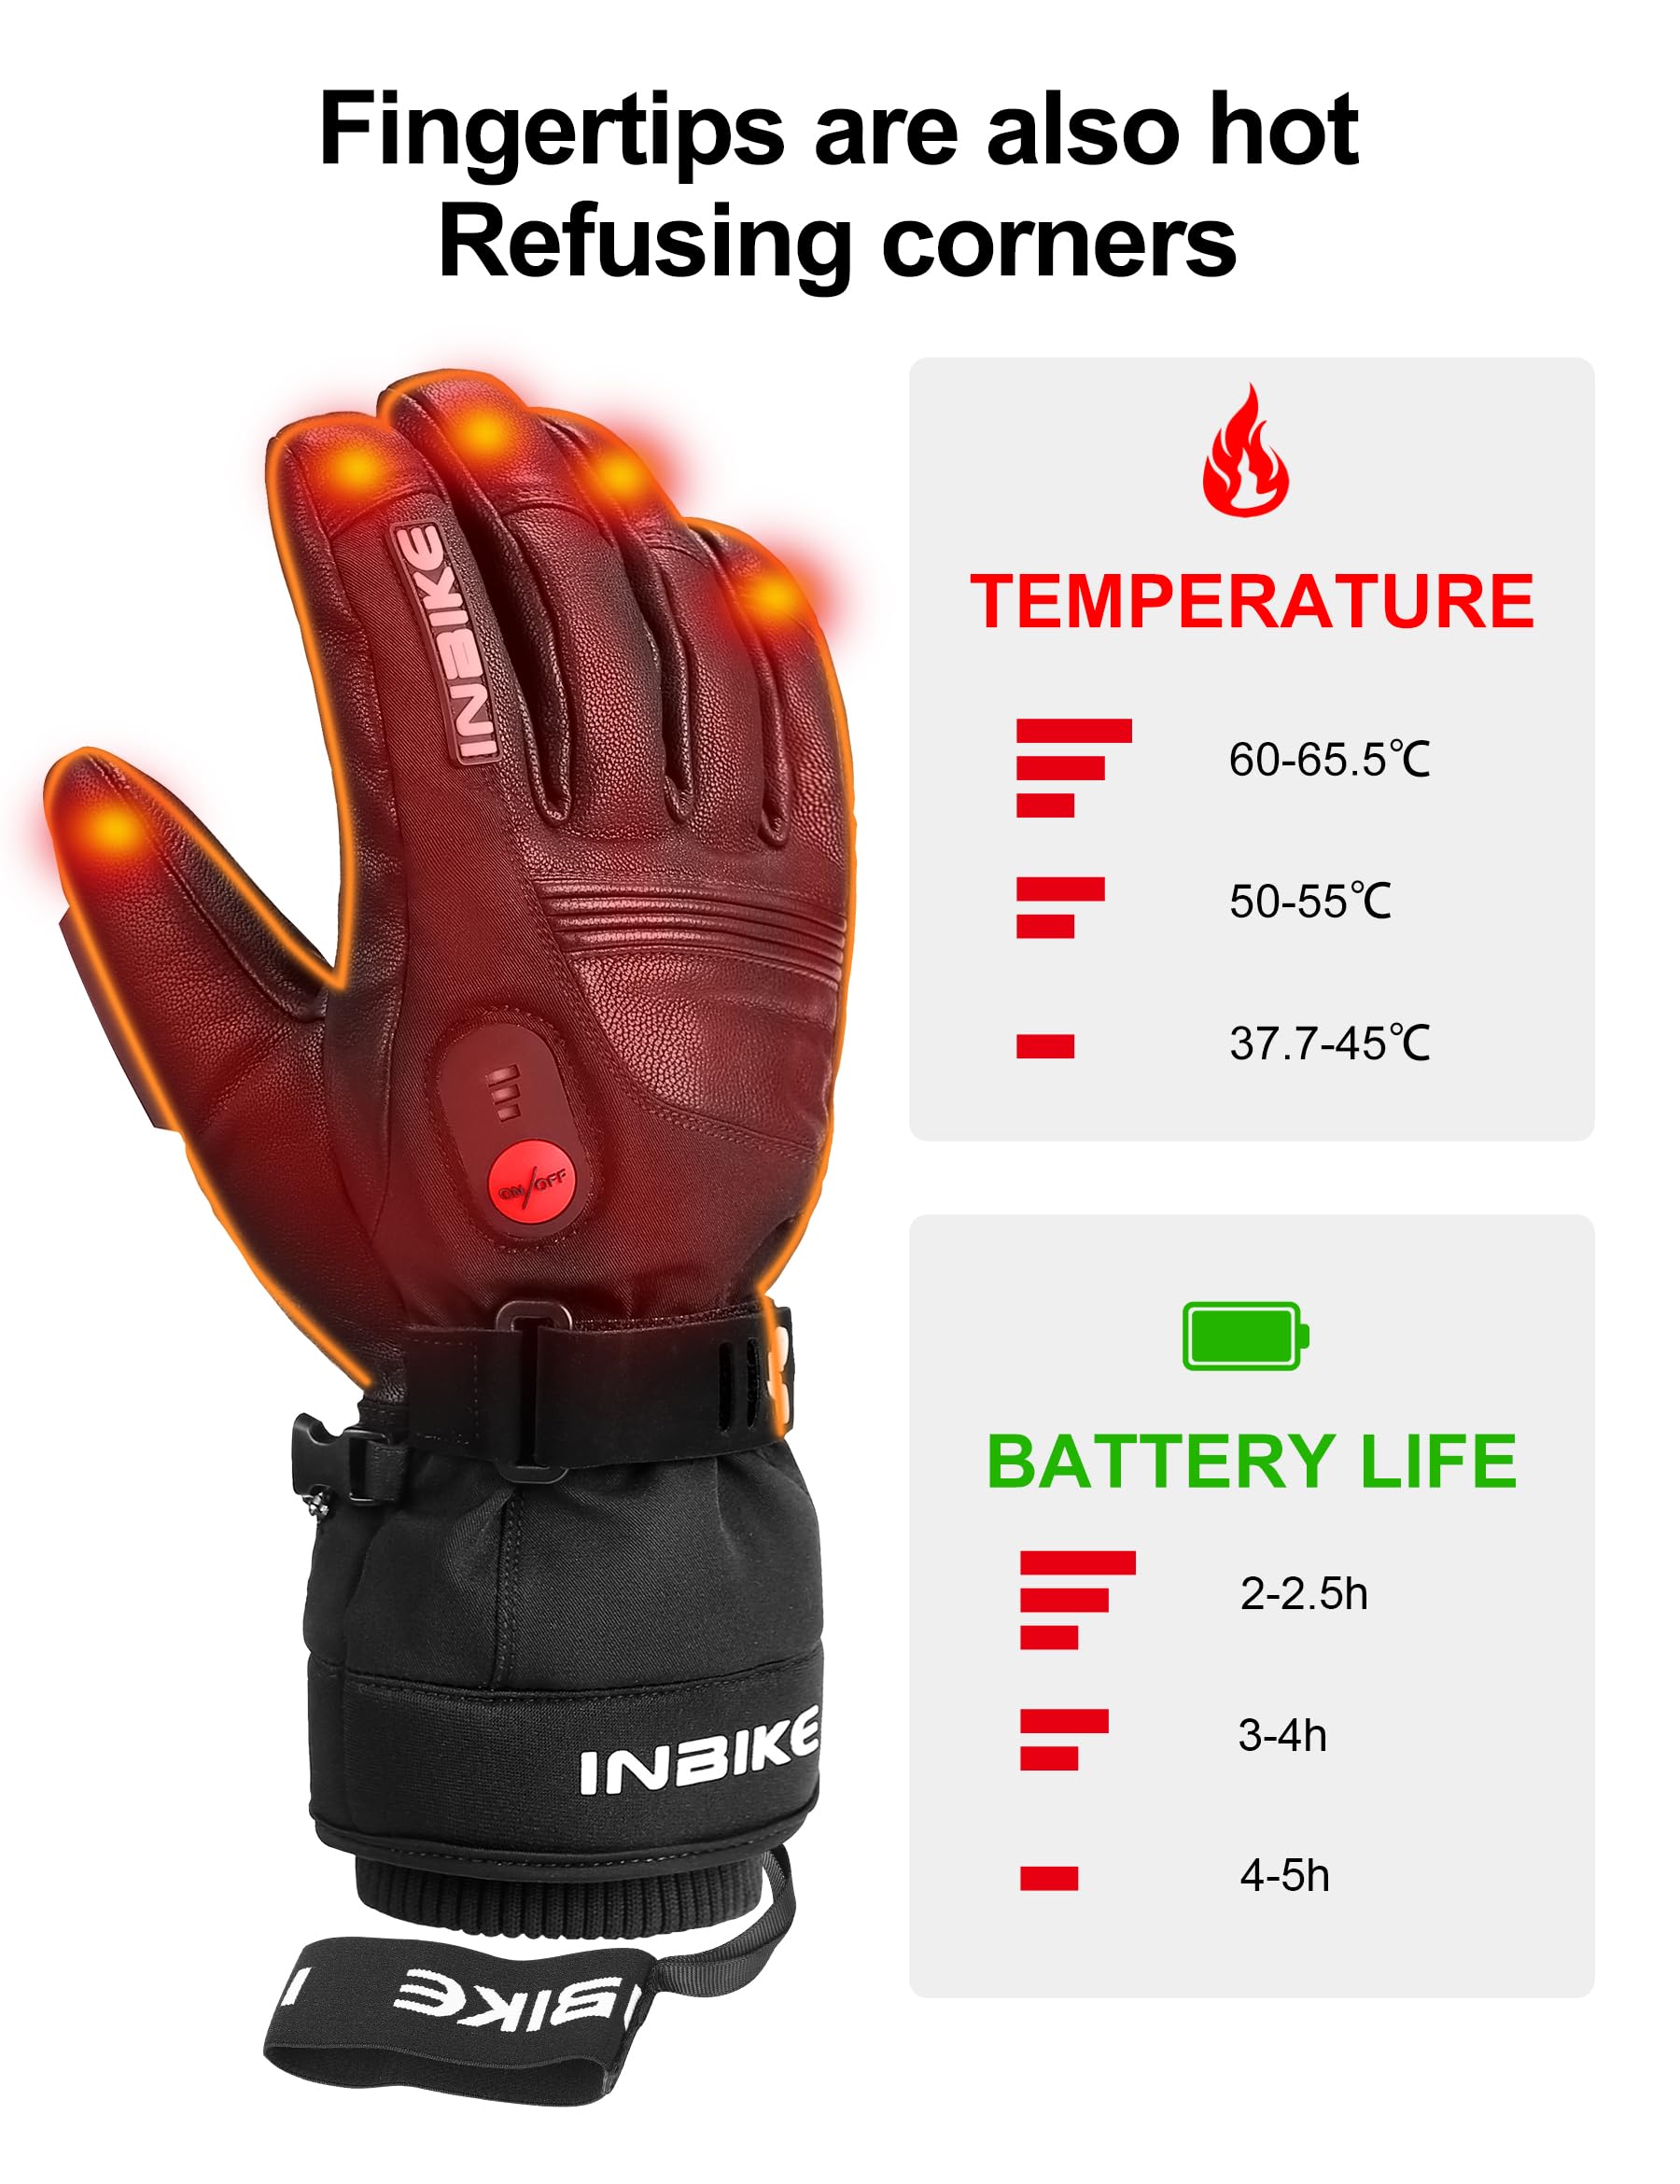 Fingertips are also hot
Refusing corners
INBIKE
ON/OFF
INBIKE
INBIKE
TEMPERATURE
60-65.5℃
50-55℃
37.7-45℃
BATTERY LIFE
2-2.5h
3-4h
4-5h